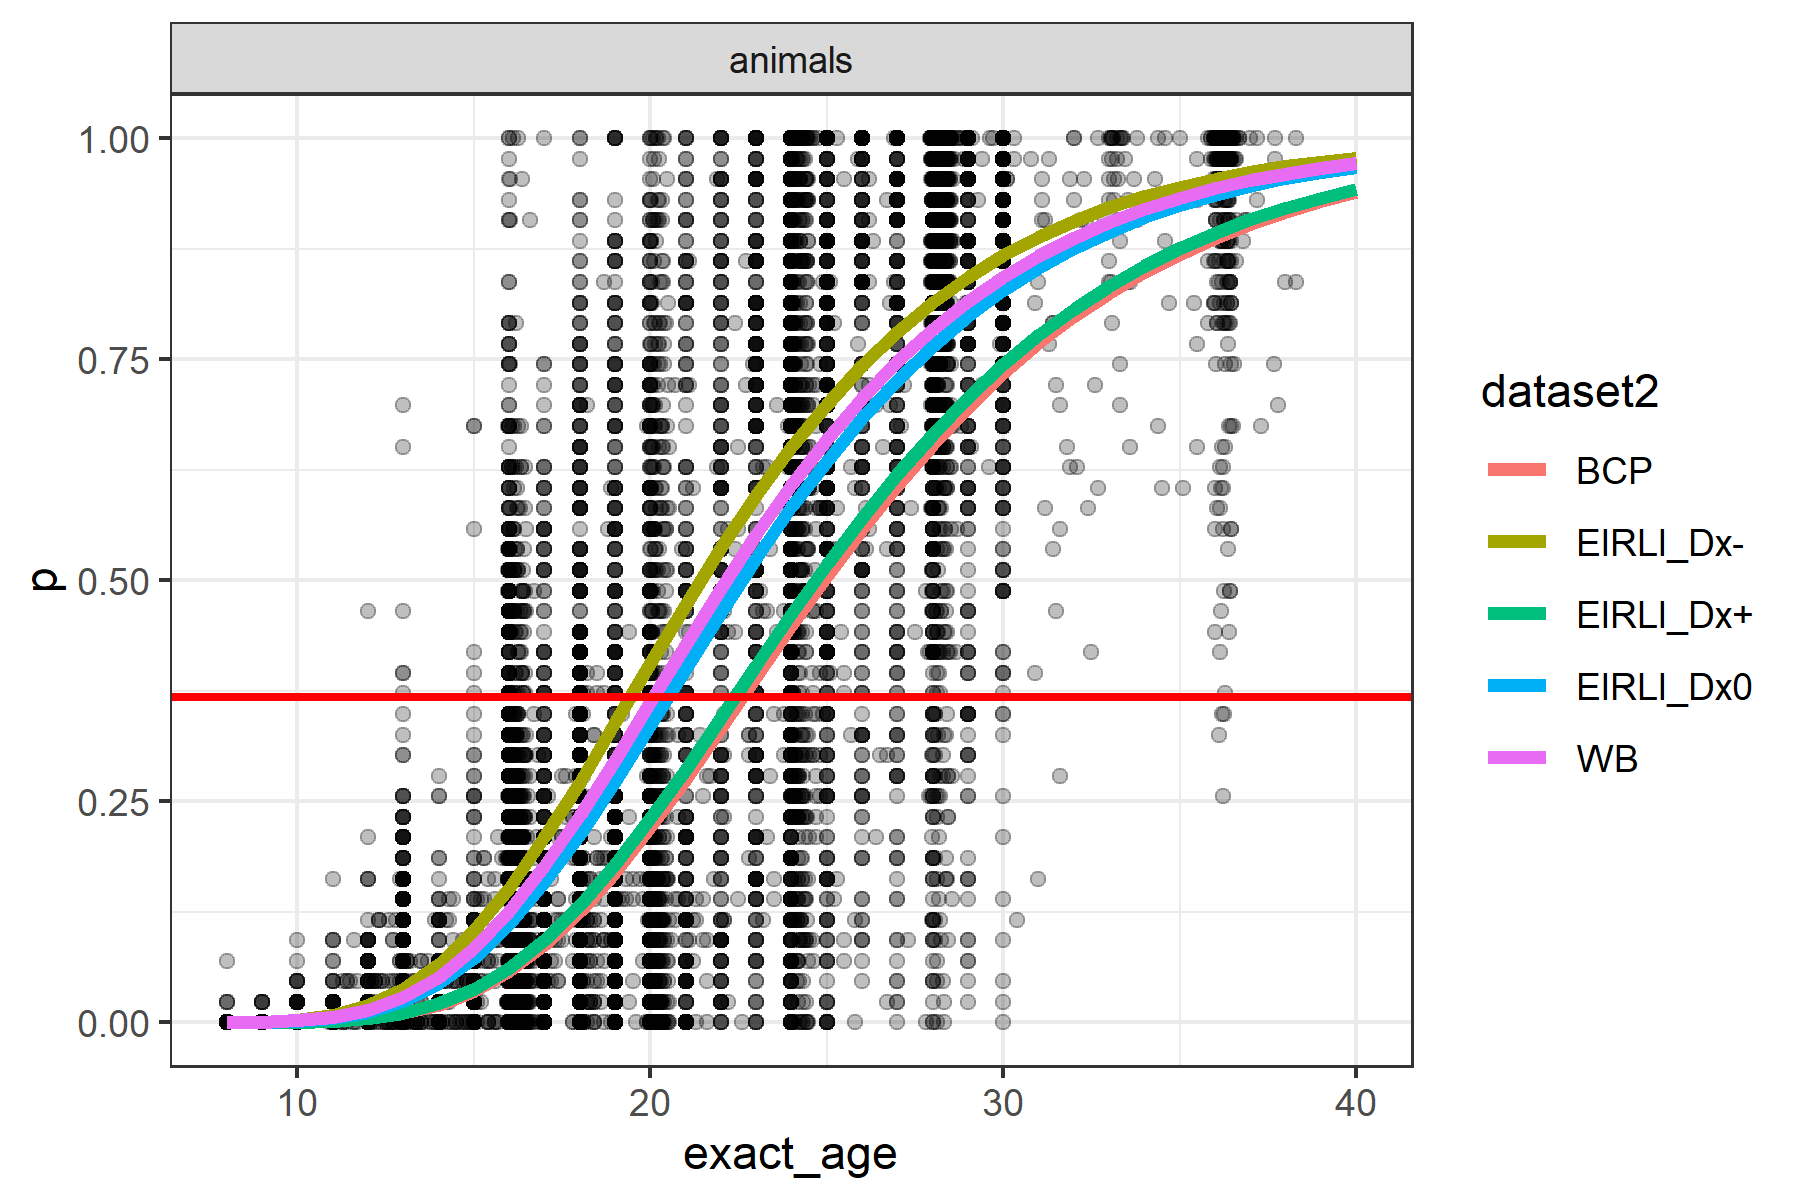 animals
1.00
0.75
0.50
0.25
0.00
p
10 20 30 40
exact_age
dataset2
BCP
EIRLI_Dx-
EIRLI_Dx+
EIRLI_Dx0
WB